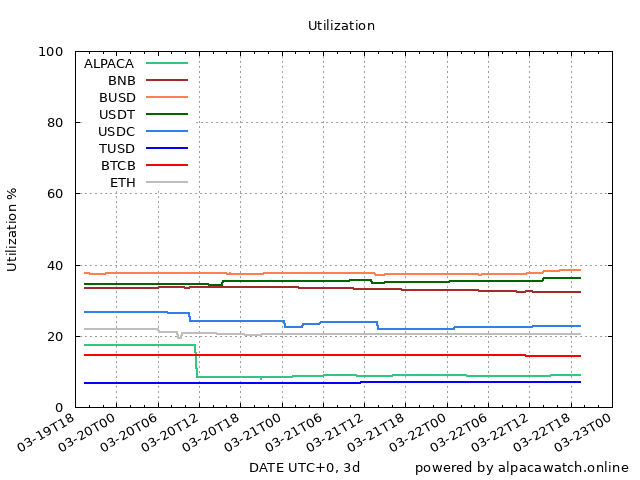 Utilization
100
80
60
40
20
0
Utilization %
ALPACA
BNB
BUSD
USDT
USDC
TUSD
BTCB
ETH
03-19T18
03-20T00
03-20T06
03-20T12
03-20T18
03-21T00
03-21T06
03-21T12
03-21T18
03-22T00
03-22T06
03-22T12
03-22T18
03-23T00
DATE UTC+0, 3d
powered by alpacawatch.online